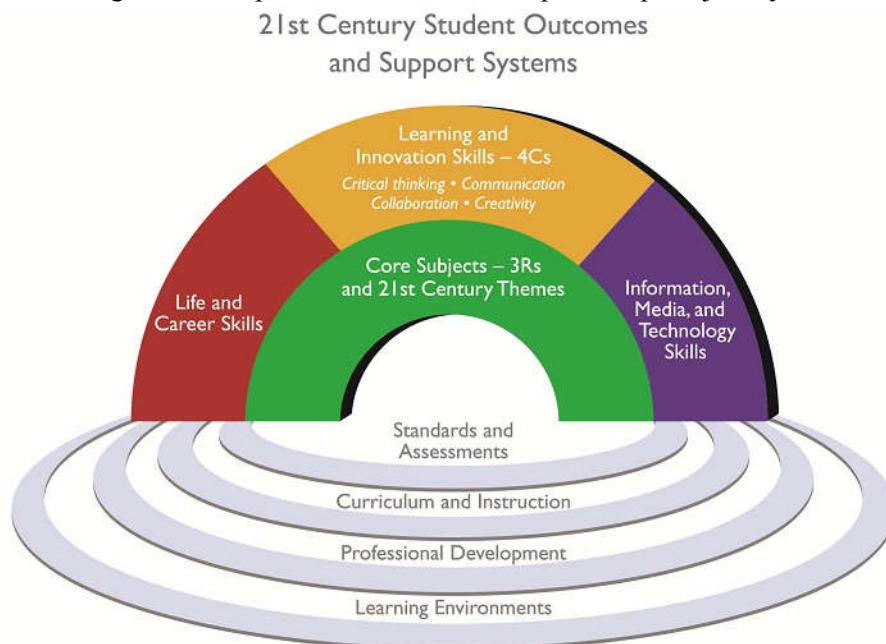 21st Century Student Outcomes
and Support Systems
Learning and
Innovation Skills – 4Cs
Critical thinking • Communication
Collaboration • Creativity
Core Subjects – 3Rs
and 21st Century Themes
Life and
Career Skills
Information,
Media, and
Technology
Skills
Standards and
Assessments
Curriculum and Instruction
Professional Development
Learning Environments